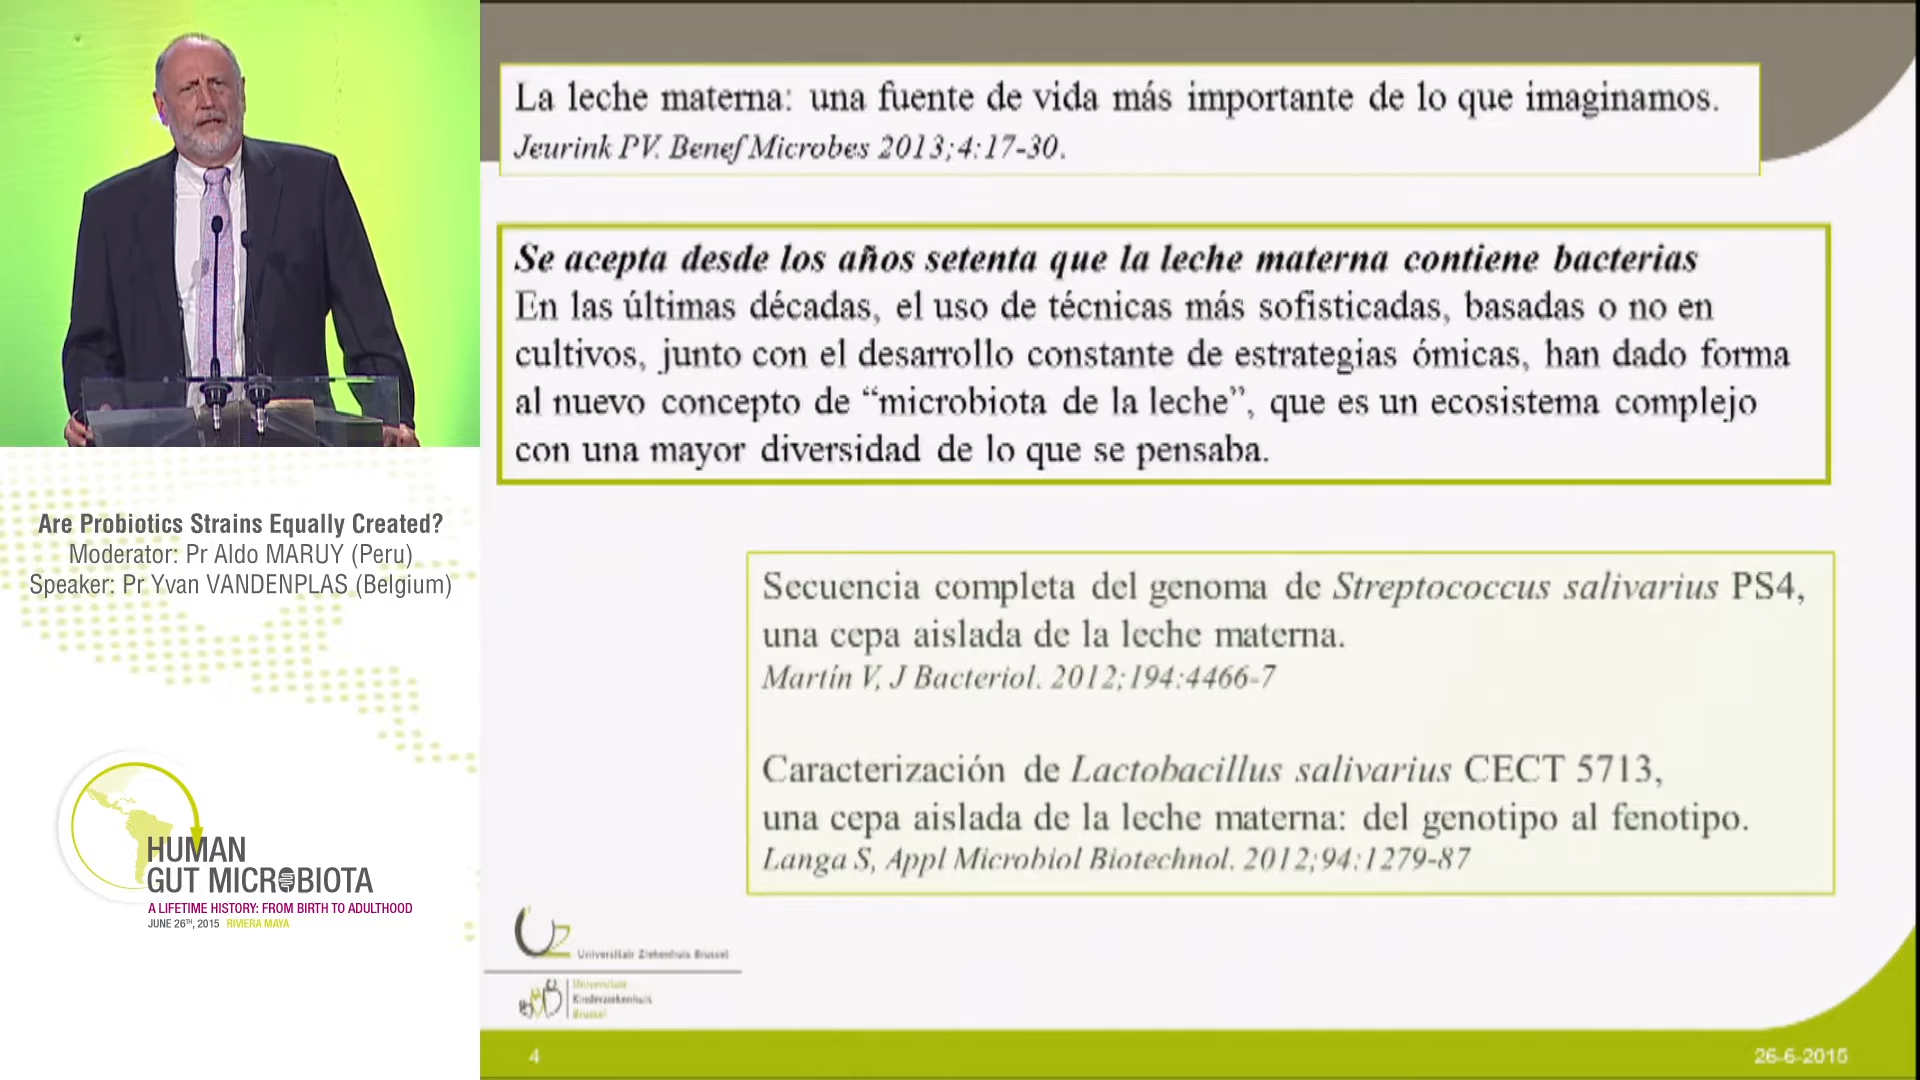 La leche materna: una fuente de vida más importante de lo que imaginamos.
Jeurink PV. Benef Microbes 2013;4:17-30.
Se acepta desde los años setenta que la leche materna contiene bacterias
En las últimas décadas, el uso de técnicas más sofisticadas, basadas o no en
cultivos, junto con el desarrollo constante de estrategias ómicas, han dado forma
al nuevo concepto de “microbiota de la leche”, que es un ecosistema complejo
con una mayor diversidad de lo que se pensaba.
Secuencia completa del genoma de Streptococcus salivarius PS4,
una cepa aislada de la leche materna.
Martín V, J Bacteriol. 2012;194:4466-7
Caracterización de Lactobacillus salivarius CECT 5713,
una cepa aislada de la leche materna: del genotipo al fenotipo.
Langa S, Appl Microbiol Biotechnol. 2012;94:1279-87
UZ
Universitair Ziekenhuis Brussel
Universitair
Kinderziekenhuis
Brussel
4
26-6-2015
Are Probiotics Strains Equally Created?
Moderator: Pr Aldo MARUY (Peru)
Speaker: Pr Yvan VANDENPLAS (Belgium)
HUMAN
GUT MICROBIOTA
A LIFETIME HISTORY: FROM BIRTH TO ADULTHOOD
JUNE 26TH, 2015 RIVIERA MAYA